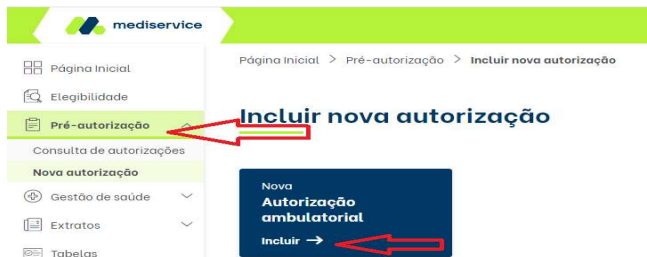 mediservice
Página Inicial
Elegibilidade
Pré-autorização
Consulta de autorizações
Nova autorização
Gestão de saúde
Extratos
Tabelas
Página Inicial > Pré-autorização > Incluir nova autorização
Incluir nova autorização
Nova
Autorização
ambulatorial
Incluir →